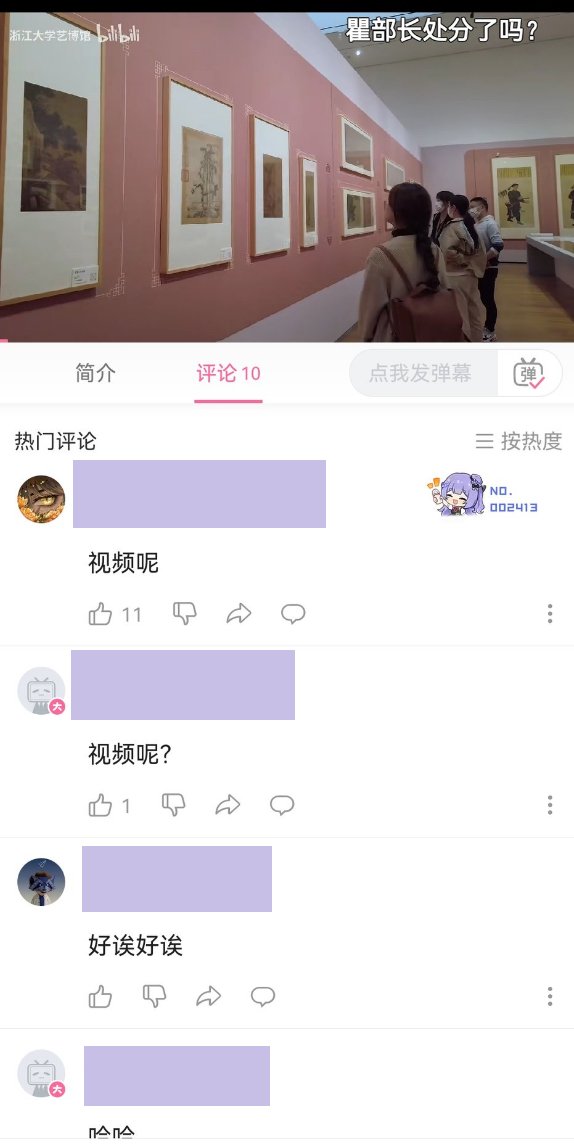 浙江大学艺博馆 bilibili
瞿部长处分了吗？
简介
评论 10
点我发弹幕
弹
热门评论
按热度
NO.
002413
视频呢
11
大
视频呢？
1
好诶好诶
大
哈哈